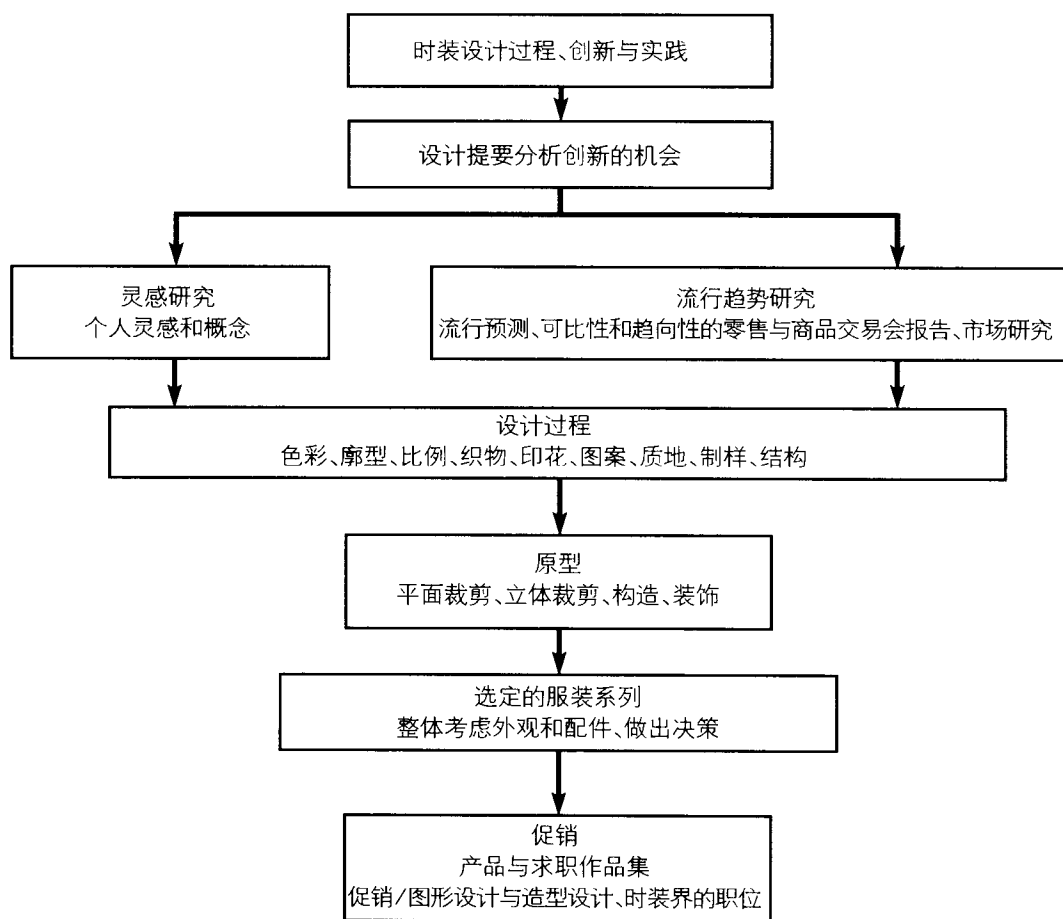 时装设计过程、创新与实践
设计提要分析创新的机会
灵感研究
个人灵感和概念
流行趋势研究
流行预测、可比性和趋向性的零售与商品交易会报告、市场研究
设计过程
色彩、廓型、比例、织物、印花、图案、质地、制样、结构
原型
平面裁剪、立体裁剪、构造、装饰
选定的服装系列
整体考虑外观和配件、做出决策
促销
产品与求职作品集
促销/图形设计与造型设计、时装界的职位